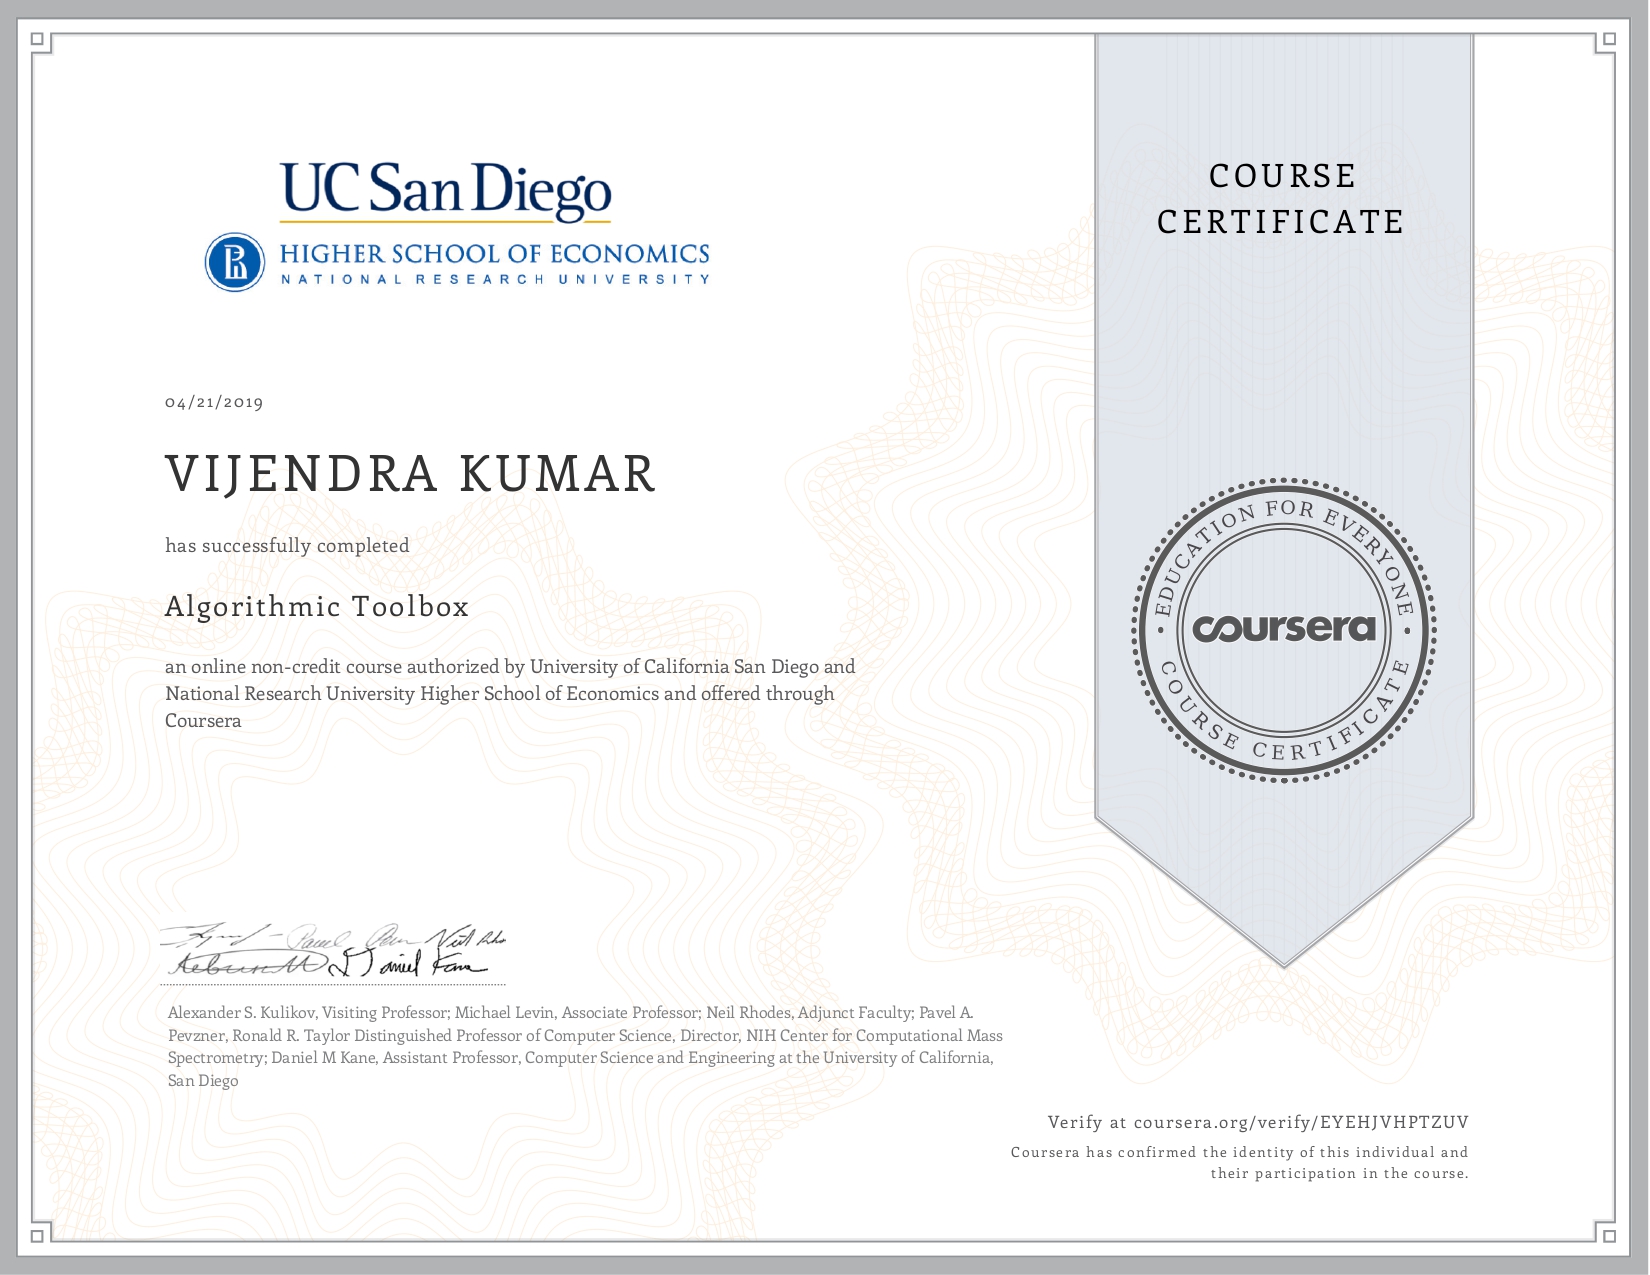 UC San Diego
HIGHER SCHOOL OF ECONOMICS
NATIONAL RESEARCH UNIVERSITY
COURSE
CERTIFICATE
04/21/2019
VIJENDRA KUMAR
has successfully completed
Algorithmic Toolbox
an online non-credit course authorized by University of California San Diego and
National Research University Higher School of Economics and offered through
Coursera
EDUCATION FOR EVERYONE
coursera
COURSE CERTIFICATE
Pavel
Daniel Kane
Alexander S. Kulikov, Visiting Professor; Michael Levin, Associate Professor; Neil Rhodes, Adjunct Faculty; Pavel A.
Pevzner, Ronald R. Taylor Distinguished Professor of Computer Science, Director, NIH Center for Computational Mass
Spectrometry; Daniel M Kane, Assistant Professor, Computer Science and Engineering at the University of California,
San Diego
Verify at coursera.org/verify/EYEHJVHPTZUV
Coursera has confirmed the identity of this individual and
their participation in the course.